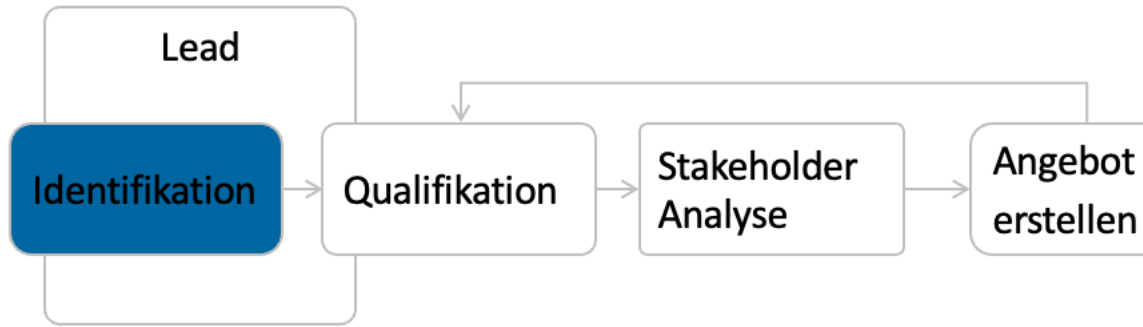 Lead
Identifikation
Qualifikation
Stakeholder
Analyse
Angebot
erstellen